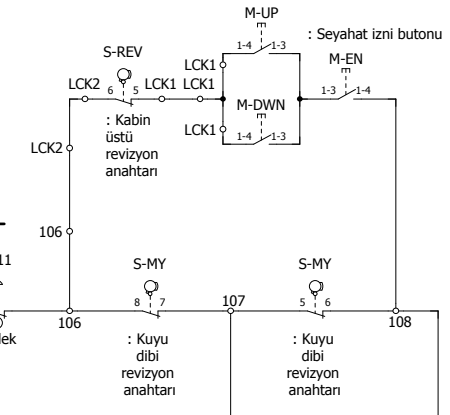 M-UP
: Seyahat izni butonu
1-4 1-3
S-REV
M-EN
LCK1
LCK2 6 5 LCK1 LCK1
1-3 1-4
M-DWN
: Kabin
üstü
revizyon
anahtarı
LCK1
1-4 1-3
LCK2
106
11
S-MY S-MY
8 7 107 5 6
106 108
lek
: Kuyu
dibi
revizyon
anahtarı
: Kuyu
dibi
revizyon
anahtarı